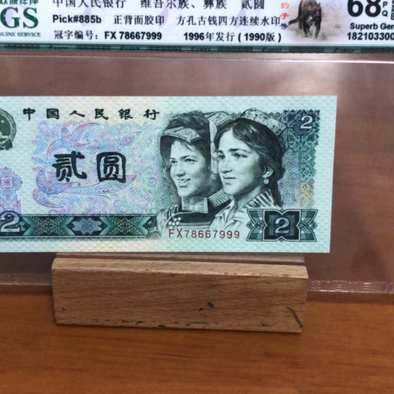 中国人民银行 维吾尔族、彝族 贰圆
68
GS
Pick#885b 正背面胶印 方孔古钱四方连续水印
Superb Gem
冠字编号：FX 78667999 1996年发行（1990版）
18210330
中国人民银行
2
贰圆
2
FX78667999
2